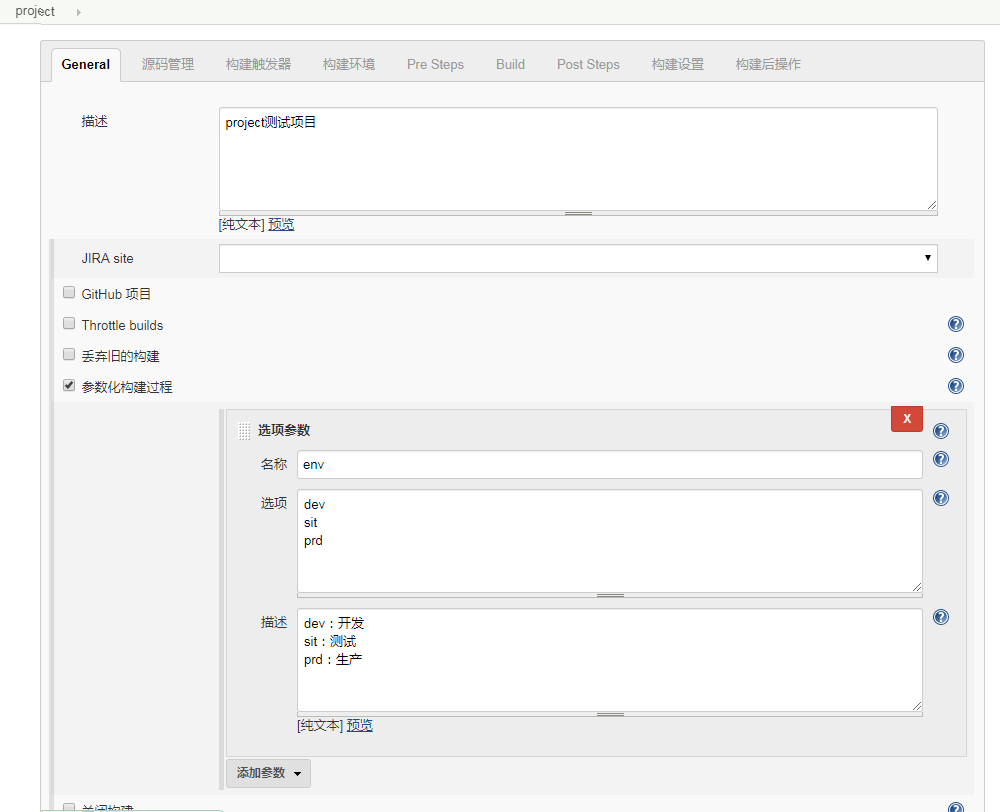 project
General 源码管理 构建触发器 构建环境 Pre Steps Build Post Steps 构建设置 构建后操作
描述
project测试项目
[纯文本] 预览
JIRA site
GitHub 项目
Throttle builds
丢弃旧的构建
参数化构建过程
X
选项参数
名称 env
选项
dev
sit
prd
描述
dev：开发
sit：测试
prd：生产
[纯文本] 预览
添加参数
关闭构建